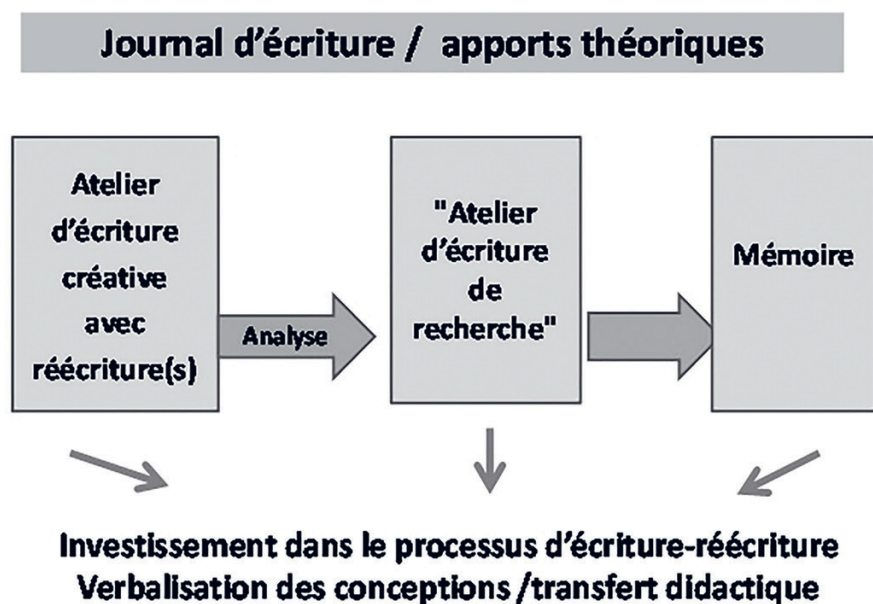 Journal d'écriture / apports théoriques
Atelier
d'écriture
créative
avec
réécriture(s)
Analyse
"Atelier
d'écriture
de
recherche"
Mémoire
Investissement dans le processus d'écriture-réécriture
Verbalisation des conceptions /transfert didactique